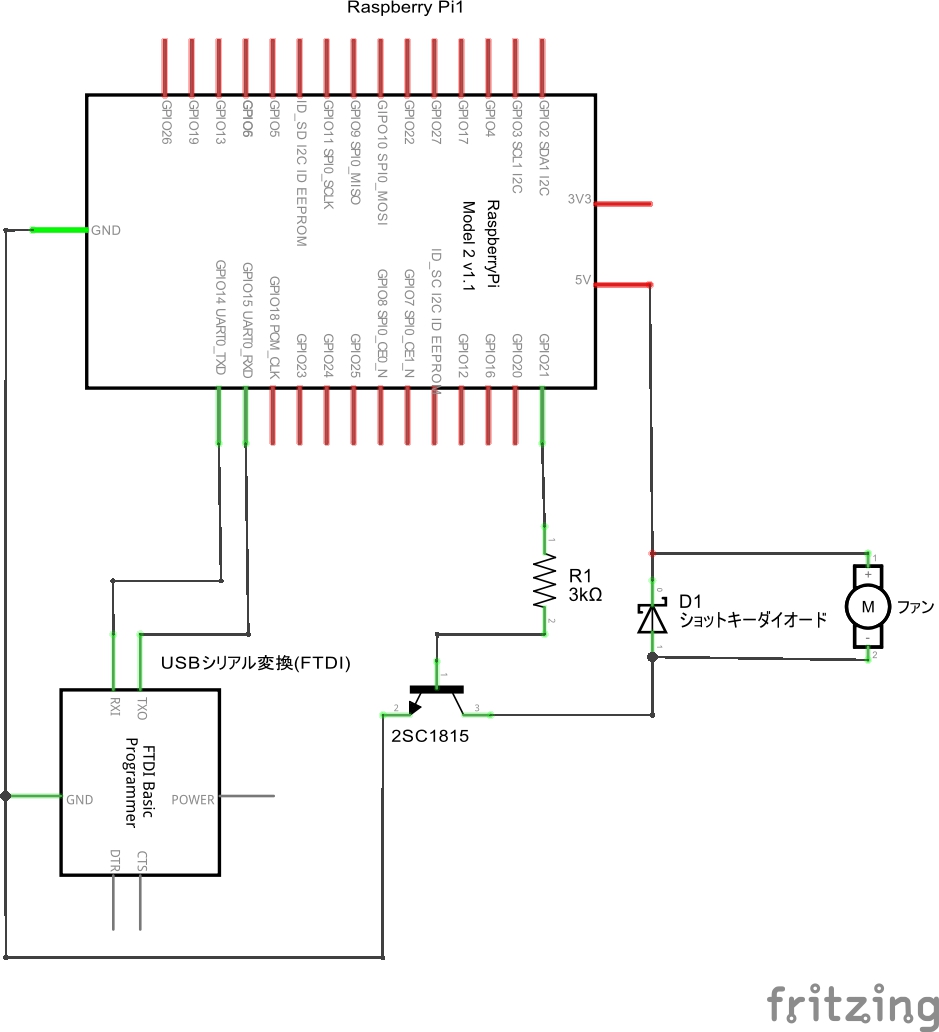 Raspberry Pi1
GPIO26
GPIO19
GPIO13
GPIO6
GPIO5
ID_SD I2C ID EEPROM
GPIO11 SPI0_SCLK
GPIO9 SPI0_MISO
GIPO10 SPI0_MOSI
GPIO22
GPIO27
GPIO17
GPIO4
GPIO3 SCL1 I2C
GPIO2 SDA1 I2C
3V3
RaspberryPi
Model 2 v1.1
GND
5V
GPIO14 UART0_TXD
GPIO15 UART0_RXD
GPIO18 PCM_CLK
GPIO23
GPIO24
GPIO25
GPIO8 SPI0_CE0_N
GPIO7 SPI0_CE1_N
ID_SC I2C ID EEPROM
GPIO12
GPIO16
GPIO20
GPIO21
1
R1
3kΩ
2
0
D1
ショットキーダイオード
1
1
+
M
-
2
ファン
USBシリアル変換(FTDI)
1
2
3
2SC1815
RXI
TXO
FTDI Basic
Programmer
GND
POWER
DTR
CTS
fritzing